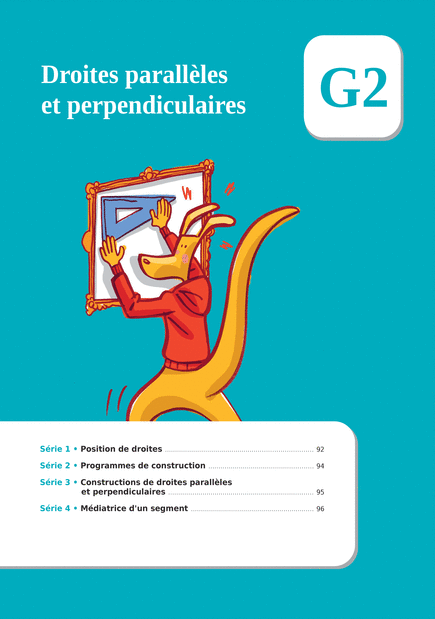 Droites parallèles
et perpendiculaires
G2
Série 1 • Position de droites ........................................................ 92
Série 2 • Programmes de construction ........................................ 94
Série 3 • Constructions de droites parallèles
et perpendiculaires ...................................................... 95
Série 4 • Médiatrice d'un segment .............................................. 96